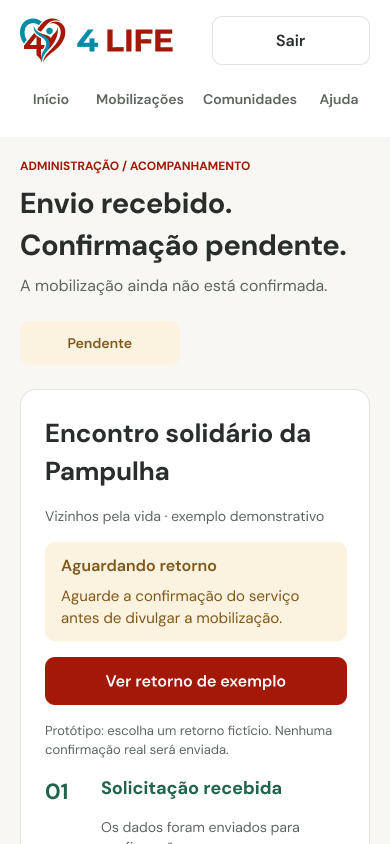 4 LIFE
Sair
Início Mobilizações Comunidades Ajuda
ADMINISTRAÇÃO / ACOMPANHAMENTO
Envio recebido.
Confirmação pendente.
A mobilização ainda não está confirmada.
Pendente
Encontro solidário da
Pampulha
Vizinhos pela vida · exemplo demonstrativo
Aguardando retorno
Aguarde a confirmação do serviço
antes de divulgar a mobilização.
Ver retorno de exemplo
Protótipo: escolha um retorno fictício. Nenhuma
confirmação real será enviada.
01 Solicitação recebida
Os dados foram enviados para